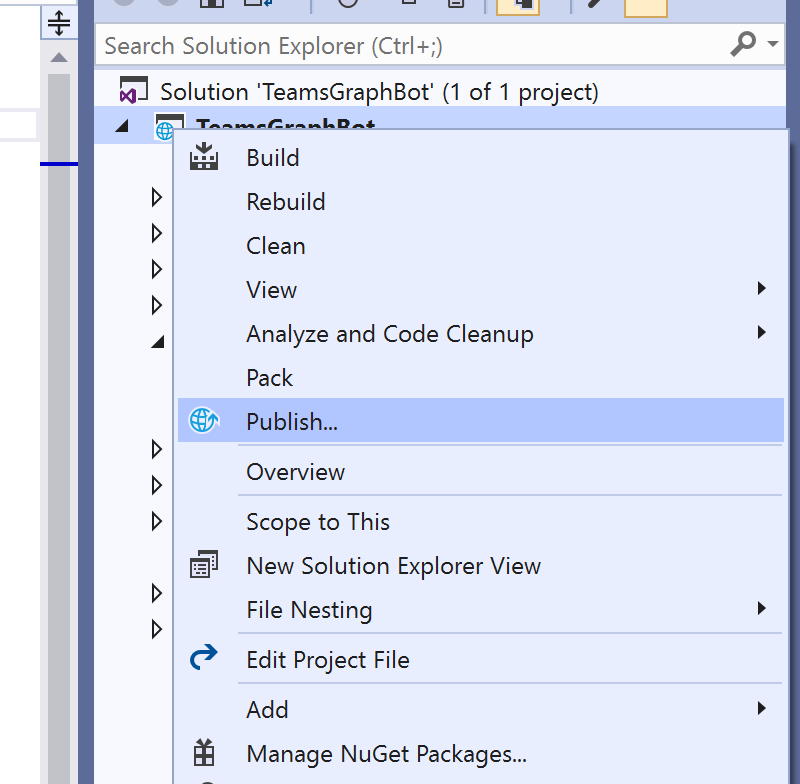 Search Solution Explorer (Ctrl+;)
Solution 'TeamsGraphBot' (1 of 1 project)
TeamsGraphBot
Build
Rebuild
Clean
View
Analyze and Code Cleanup
Pack
Publish...
Overview
Scope to This
New Solution Explorer View
File Nesting
Edit Project File
Add
Manage NuGet Packages...